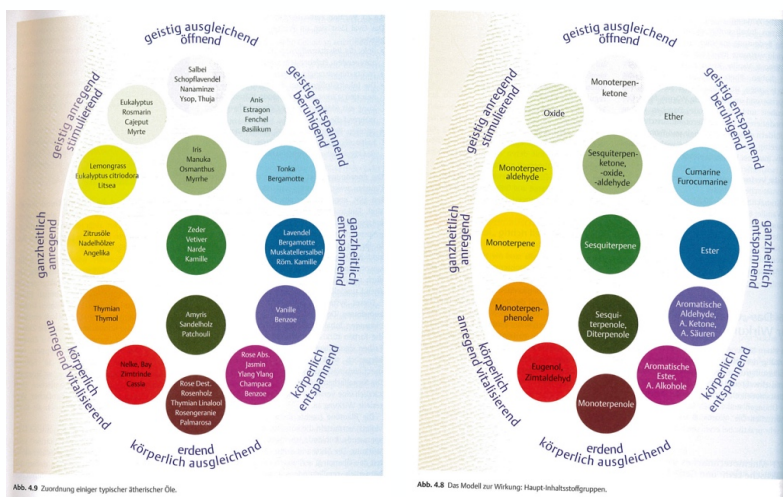 geistig ausgleichend
öffnend
geistig anregend
stimulierend
geistig entspannend
beruhigend
Salbei
Schopflavendel
Nanaminze
Ysop, Thuja
Eukalyptus
Rosmarin
Cajeput
Myrte
Anis
Estragon
Fenchel
Basilikum
Iris
Manuka
Osmanthus
Myrrhe
Lemongrass
Eukalyptus citriodora
Litsea
Tonka
Bergamotte
ganzheitlich
anregend
ganzheitlich
entspannend
Zitrusöle
Nadelhölzer
Angelika
Zeder
Vetiver
Narde
Kamille
Lavendel
Bergamotte
Muskatellersalbei
Röm. Kamille
Thymian
Thymol
Amyris
Sandelholz
Patchouli
Vanille
Benzoe
körperlich
anregend vitalisierend
körperlich
entspannend
Nelke, Bay
Zimtrinde
Cassie
Rose Dest.
Rosenholz
Thymian Linalool
Rosengeranie
Palmarosa
Rose Abs.
Jasmin
Ylang Ylang
Champaca
Benzoe
erdend
körperlich ausgleichend
Abb. 4.9 Zuordnung einiger typischer ätherischer Öle.
geistig ausgleichend
öffnend
geistig anregend
stimulierend
geistig entspannend
beruhigend
Monoterpen-
ketone
Oxide
Ether
Monoterpen-
aldehyde
Sesquiterpen-
ketone,
-oxide,
-aldehyde
Cumarine
Furocumarine
ganzheitlich
anregend
ganzheitlich
entspannend
Monoterpene
Sesquiterpene
Ester
Monoterpen-
phenole
Sesqui-
terpenole,
Diterpenole
Aromatische
Aldehyde,
A. Ketone,
A. Säuren
körperlich
anregend vitalisierend
körperlich
entspannend
Eugenol,
Zimtaldehyd
Monoterpenole
Aromatische
Ester,
A. Alkohole
erdend
körperlich ausgleichend
Abb. 4.8 Das Modell zur Wirkung: Haupt-Inhaltsstoffgruppen.